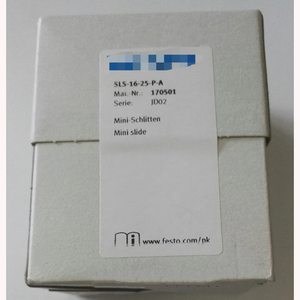 SLS-16-25-P-A
Mat.-Nr.: 170501
Serie: JD02
Mini-Schlitten
Mini slide
www.festo.com/pk